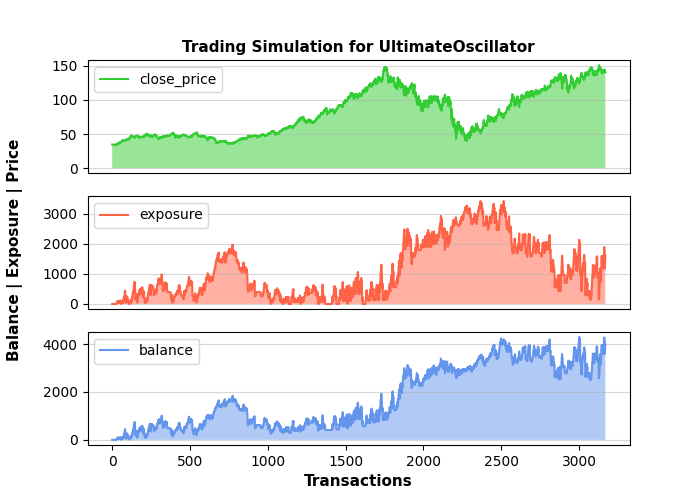 Trading Simulation for UltimateOscillator
150
100
50
0
close_price
3000
2000
1000
0
exposure
4000
2000
0
balance
0 500 1000 1500 2000 2500 3000
Transactions
Balance | Exposure | Price